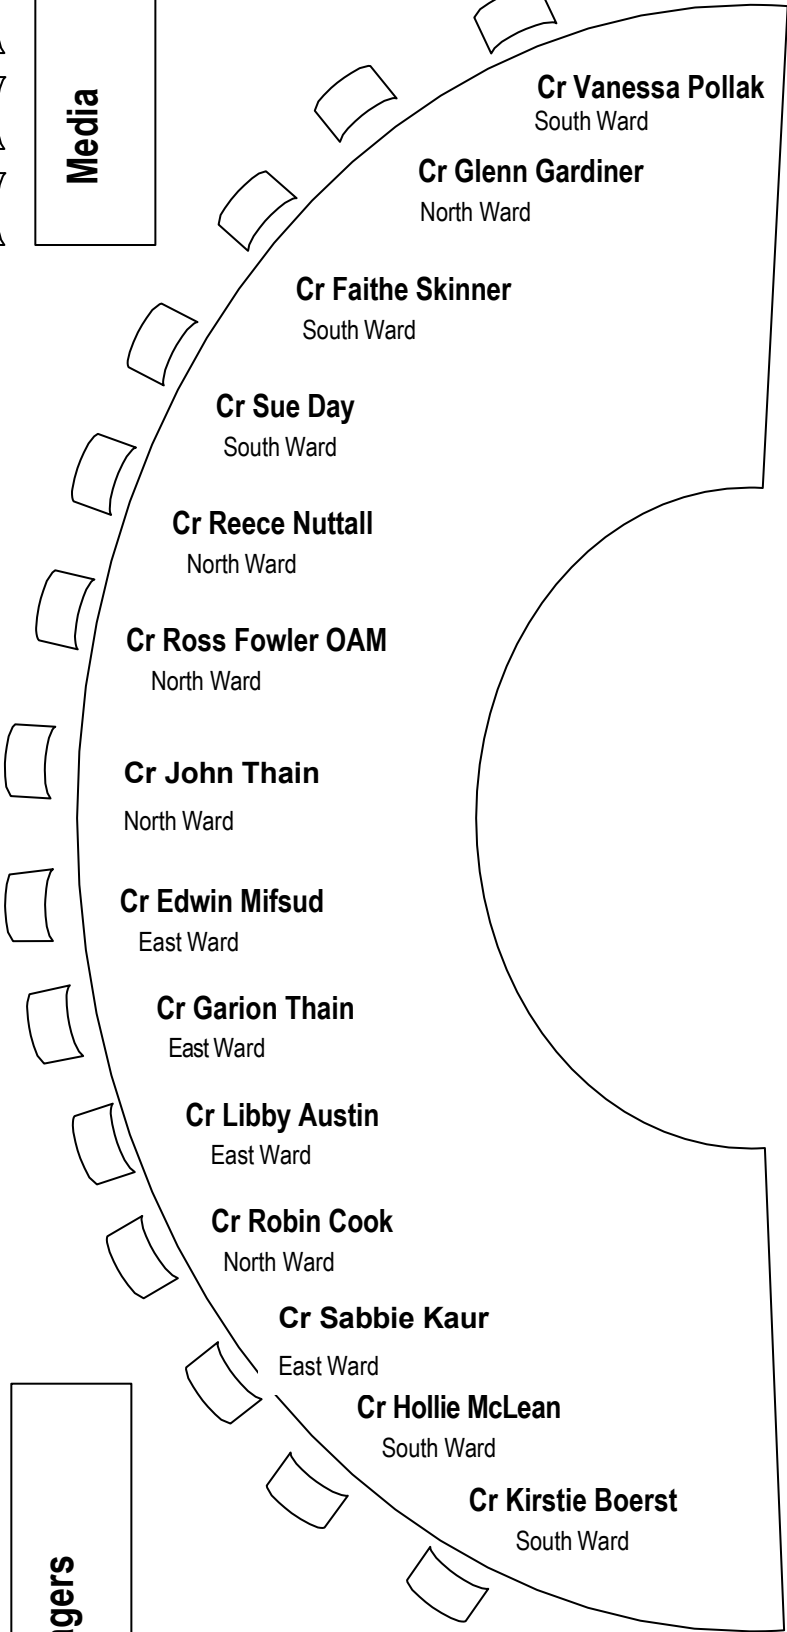 Media
Cr Vanessa Pollak
South Ward
Cr Glenn Gardiner
North Ward
Cr Faithe Skinner
South Ward
Cr Sue Day
South Ward
Cr Reece Nuttall
North Ward
Cr Ross Fowler OAM
North Ward
Cr John Thain
North Ward
Cr Edwin Mifsud
East Ward
Cr Garion Thain
East Ward
Cr Libby Austin
East Ward
Cr Robin Cook
North Ward
Cr Sabbie Kaur
East Ward
Cr Hollie McLean
South Ward
Cr Kirstie Boerst
South Ward